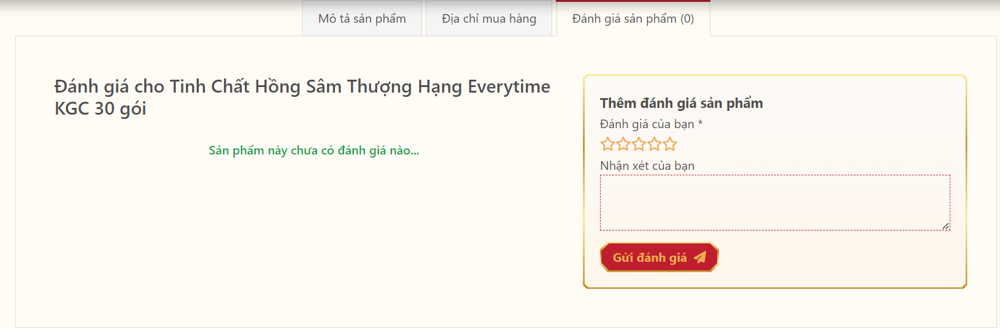 Mô tả sản phẩm
Địa chỉ mua hàng
Đánh giá sản phẩm (0)
Đánh giá cho Tinh Chất Hồng Sâm Thượng Hạng Everytime
KGC 30 gói
Sản phẩm này chưa có đánh giá nào...
Thêm đánh giá sản phẩm
Đánh giá của bạn *
Nhận xét của bạn
Gửi đánh giá